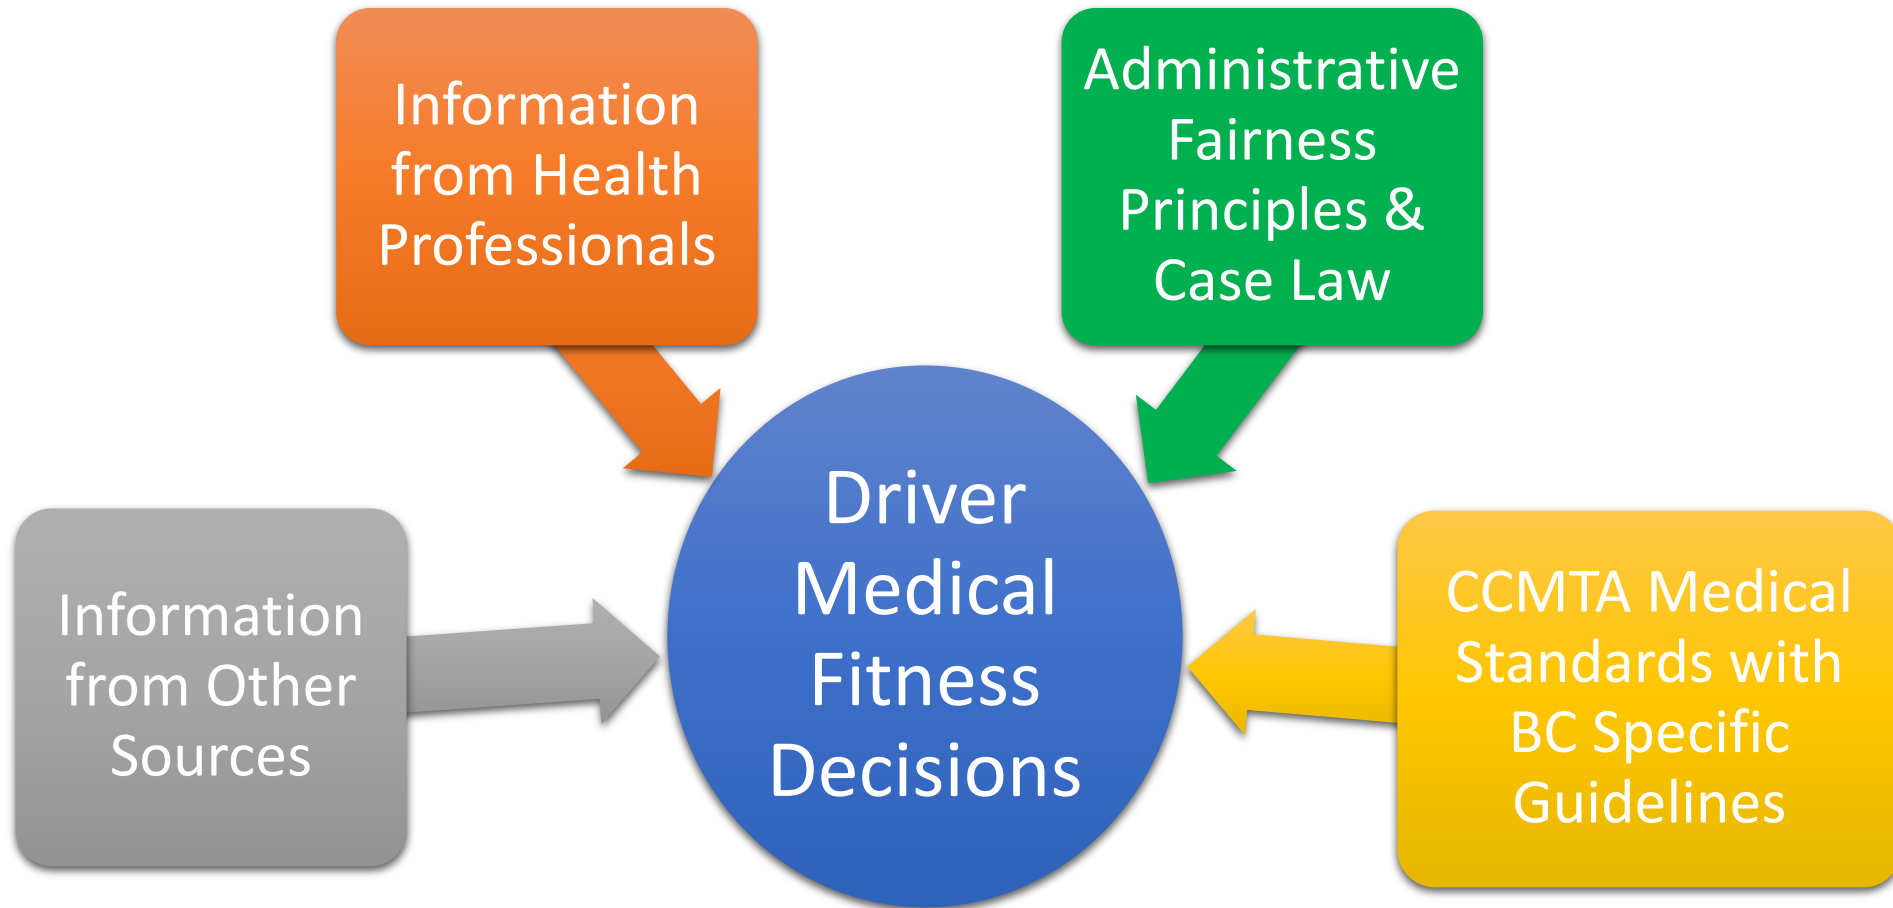 Information
from Health
Professionals
Administrative
Fairness
Principles &
Case Law
Information
from Other
Sources
Driver
Medical
Fitness
Decisions
CCMTA Medical
Standards with
BC Specific
Guidelines